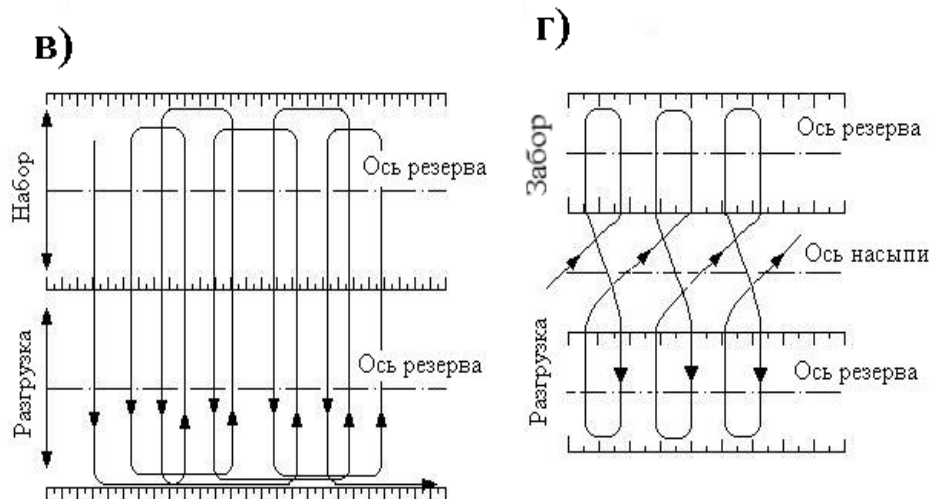 в)
Набор
Ось резерва
Разгрузка
Ось резерва
г)
Забор
Ось резерва
Ось насыпи
Разгрузка
Ось резерва